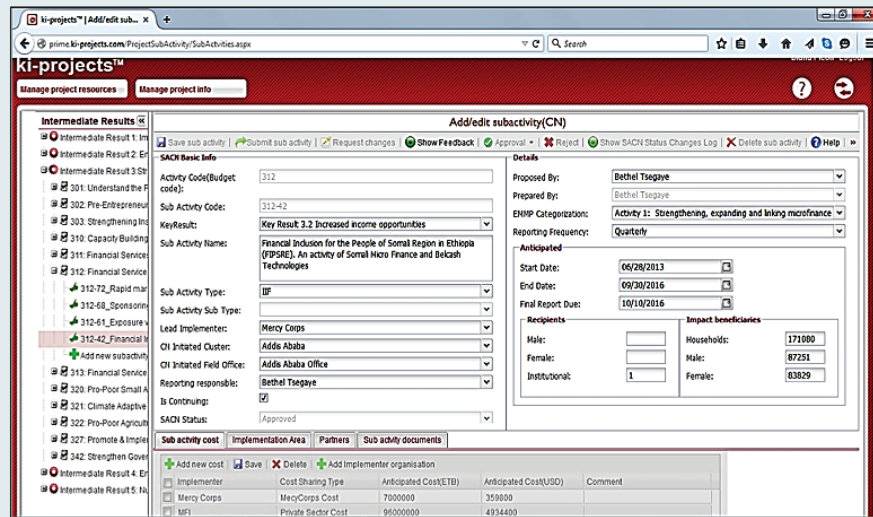 ki-projects™ | Add/edit sub... ×
prime.ki-projects.com/ProjectSubActivity/SubActvities.aspx
Search
ki-projects™
Manage project resources
Manage project info
Intermediate Results
Intermediate Result 1: Im
Intermediate Result 2: En
Intermediate Result 3:Str
301: Understand the F
302: Pre-Entrepreneur
303: Strengthening Ins
310: Capacity Building
311: Financial Services
312: Financial Service
312-72_Rapid mar
312-68_Sponsoring
312-61_Exposure v
312-42_Financial I
Add new subactivity
313: Financial Service
320: Pro-Poor Small A
321: Climate Adaptive
322: Pro-Poor Agricult
327: Promote & Implei
342: Strengthen Gover
Intermediate Result 4: En
Intermediate Result 5: Nu
Add/edit subactivity(CN)
Save sub activity | Submit sub activity | Request changes | Show Feedback | Approval | Reject | Show SACN Status Changes Log | Delete sub activity | Help | »
SACN Basic Info
Activity Code(Budget code): 312
Sub Activity Code: 312-42
KeyResult: Key Result 3.2 Increased income opportunities
Sub Activity Name: Financial Inclusion for the People of Somali Region in Ethiopia
(FIPSRE). An activity of Somali Micro Finance and Belcash
Technologies
Sub Activity Type: IIF
Sub Activity Sub Type:
Lead Implementer: Mercy Corps
CN Initiated Cluster: Addis Ababa
CN Initiated Field Office: Addis Ababa Office
Reporting responsable: Bethel Tsegaye
Is Continuing:
SACN Status: Approved
Details
Proposed By: Bethel Tsegaye
Prepared By: Bethel Tsegaye
ENMP Categorization: Activity 1: Strengthening, expanding and linking microfinance
Reporting Frequency: Quarterly
Anticipated
Start Date: 06/28/2013
End Date: 09/30/2016
Final Report Due: 10/10/2016
Recipients
Male:
Female:
Institutional: 1
Impact beneficiaries
Households: 171080
Male: 87251
Female: 83829
Sub activity cost
Implementation Area
Partners
Sub activity documents
Add new cost | Save | Delete | Add Implementer organisation
Implementer Cost Sharing Type Anticipated Cost(ETB) Anticipated Cost(USD) Comment
Mercy Corps MecyCorps Cost 7000000 359800
MFI Private Sector Cost 96000000 4934400